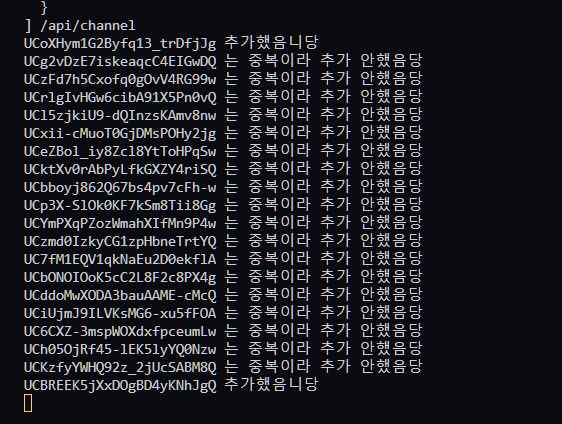 }
] /api/channel
UCoXHym1G2Byfq13_trDfjJg 추가했음니당
UCg2vDzE7iskeaqcC4EIGwDQ 는 중복이라 추가 안했음당
UCzFd7h5Cxofq0gOvV4RG99w 는 중복이라 추가 안했음당
UCrlgIvHGw6cibA91X5Pn0vQ 는 중복이라 추가 안했음당
UCl5zjkiU9-dQInzsKAmv8nw 는 중복이라 추가 안했음당
UCxii-cMuoT0GjDMsPOHy2jg 는 중복이라 추가 안했음당
UCeZBol_iy8Zcl8YtToHPqSw 는 중복이라 추가 안했음당
UCktXv0rAbPyLfkGXZY4riSQ 는 중복이라 추가 안했음당
UCbboyj862Q67bs4pv7cFh-w 는 중복이라 추가 안했음당
UCp3X-SlOk0KF7kSm8Tii8Gg 는 중복이라 추가 안했음당
UCYmPXqPZozWmahXIfMn9P4w 는 중복이라 추가 안했음당
UCzmd0IzkyCG1zpHbneTrtYQ 는 중복이라 추가 안했음당
UC7fM1EQV1qkNaEu2D0ekflA 는 중복이라 추가 안했음당
UCbONOIOoK5cC2L8F2c8PX4g 는 중복이라 추가 안했음당
UCddoMwXODA3bauAAME-cMcQ 는 중복이라 추가 안했음당
UCiUjmJ9ILVKsMG6-xu5fFOA 는 중복이라 추가 안했음당
UC6CXZ-3mspWOXdxfpceumLw 는 중복이라 추가 안했음당
UCh05OjRf45-lEK5lyYQ0Nzw 는 중복이라 추가 안했음당
UCKzfyYWHQ92z_2jUcSABM8Q 는 중복이라 추가 안했음당
UCBREEK5jXxDOgBD4yKNhJgQ 추가했음니당